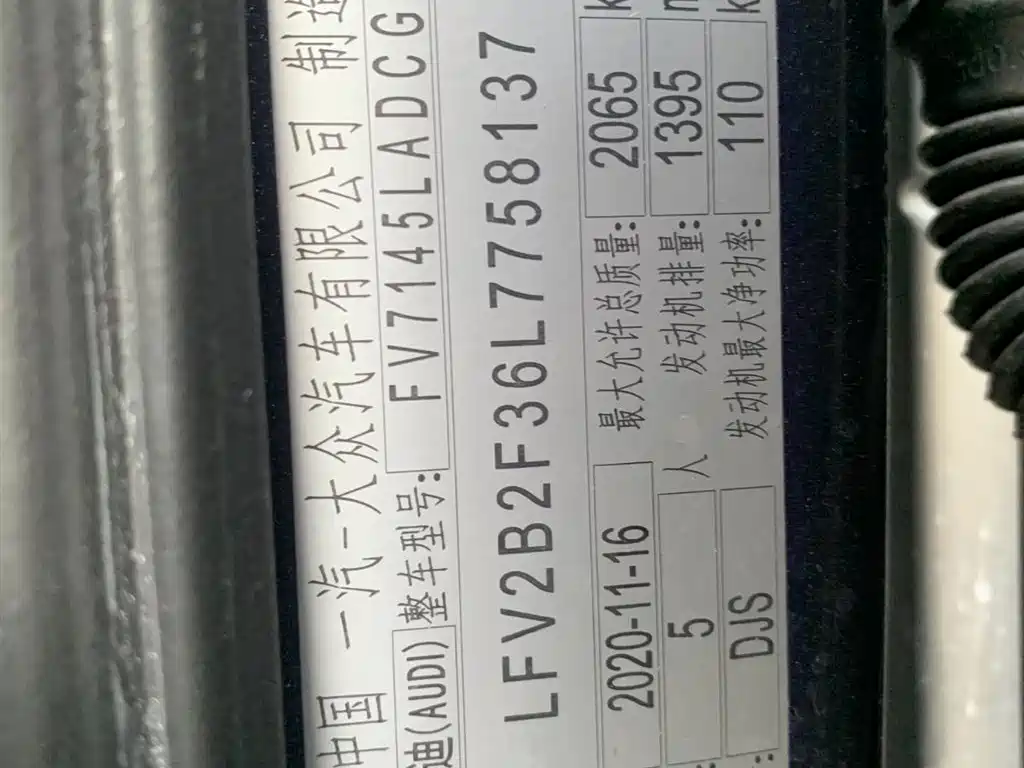 中国 一汽-大众汽车有限公司 制造
迪(AUDI) 整车型号: FV7145LADCG
LFV2B2F36L7758137
2020-11-16 最大允许总质量: 2065 k
5 人 发动机排量: 1395
DJS 发动机最大净功率: 110 k